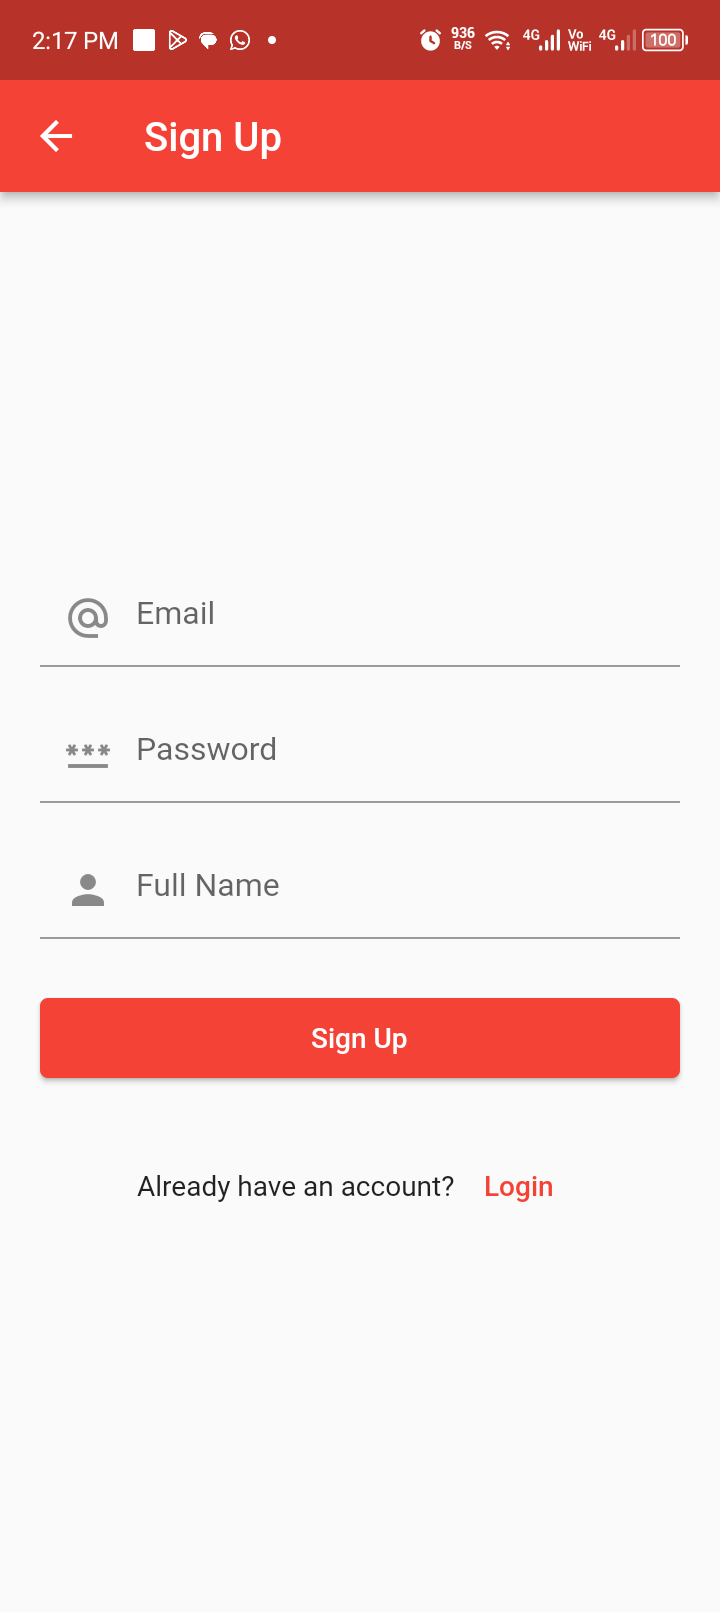 2:17 PM 936 B/S 4G Vo WiFi 4G 100
Sign Up
Email
*** Password
Full Name
Sign Up
Already have an account? Login